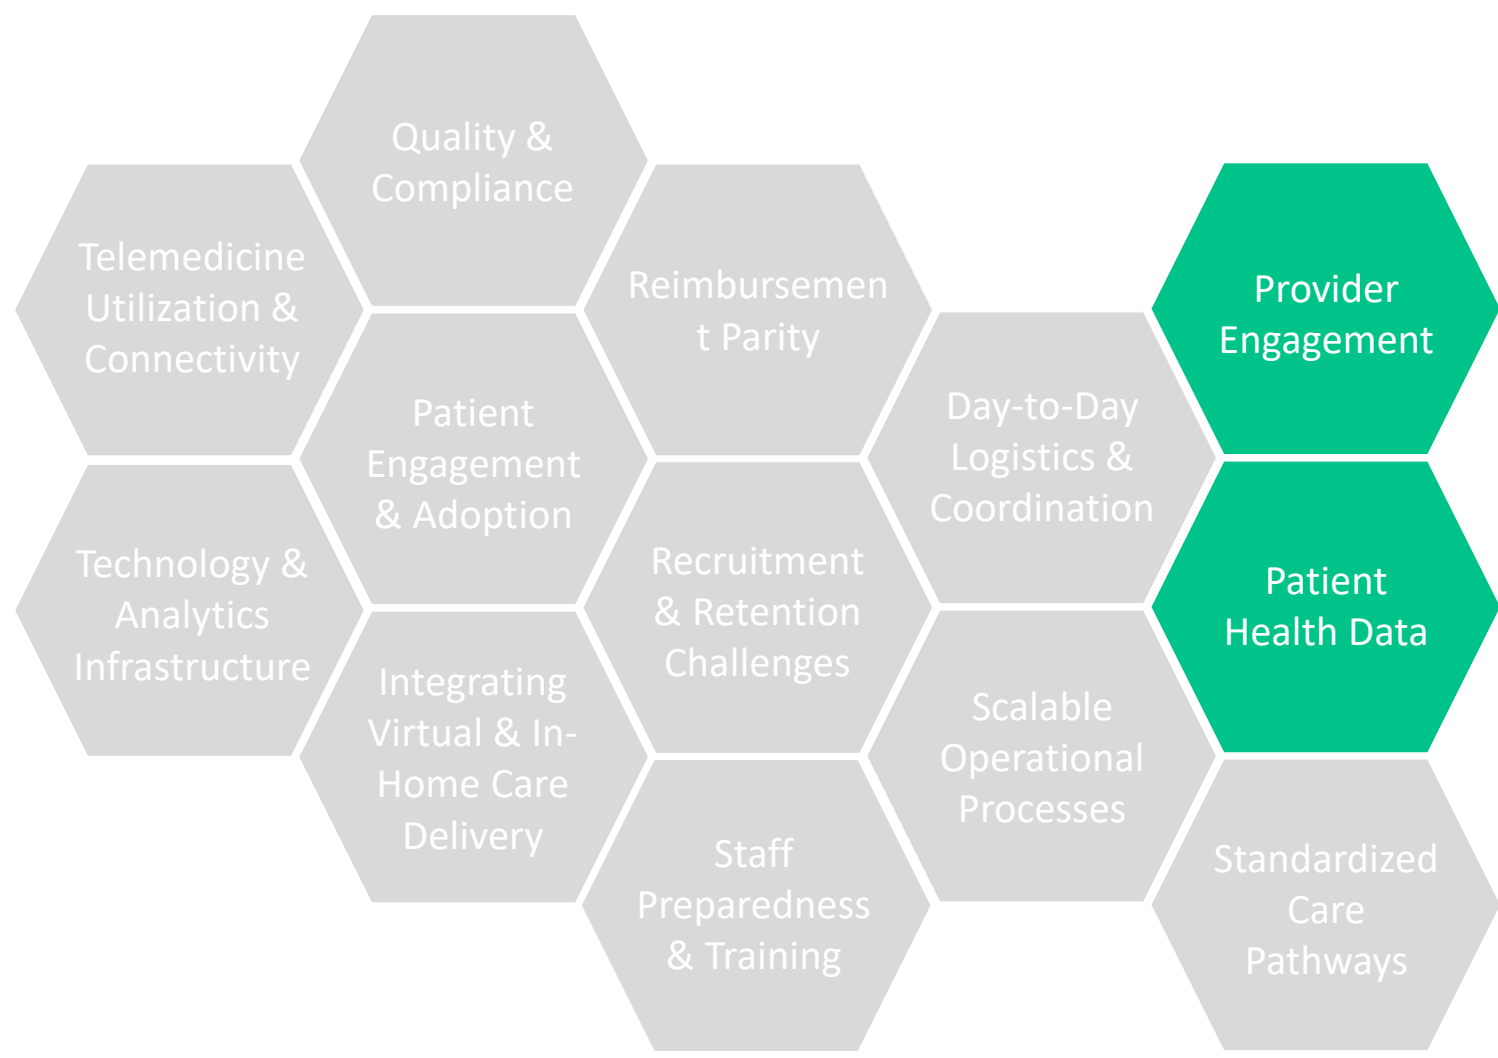 Quality &
Compliance
Telemedicine
Utilization &
Connectivity
Reimbursemen
t Parity
Provider
Engagement
Patient
Engagement
& Adoption
Day-to-Day
Logistics &
Coordination
Technology &
Analytics
Infrastructure
Recruitment
& Retention
Challenges
Patient
Health Data
Integrating
Virtual & In-
Home Care
Delivery
Scalable
Operational
Processes
Staff
Preparedness
& Training
Standardized
Care
Pathways